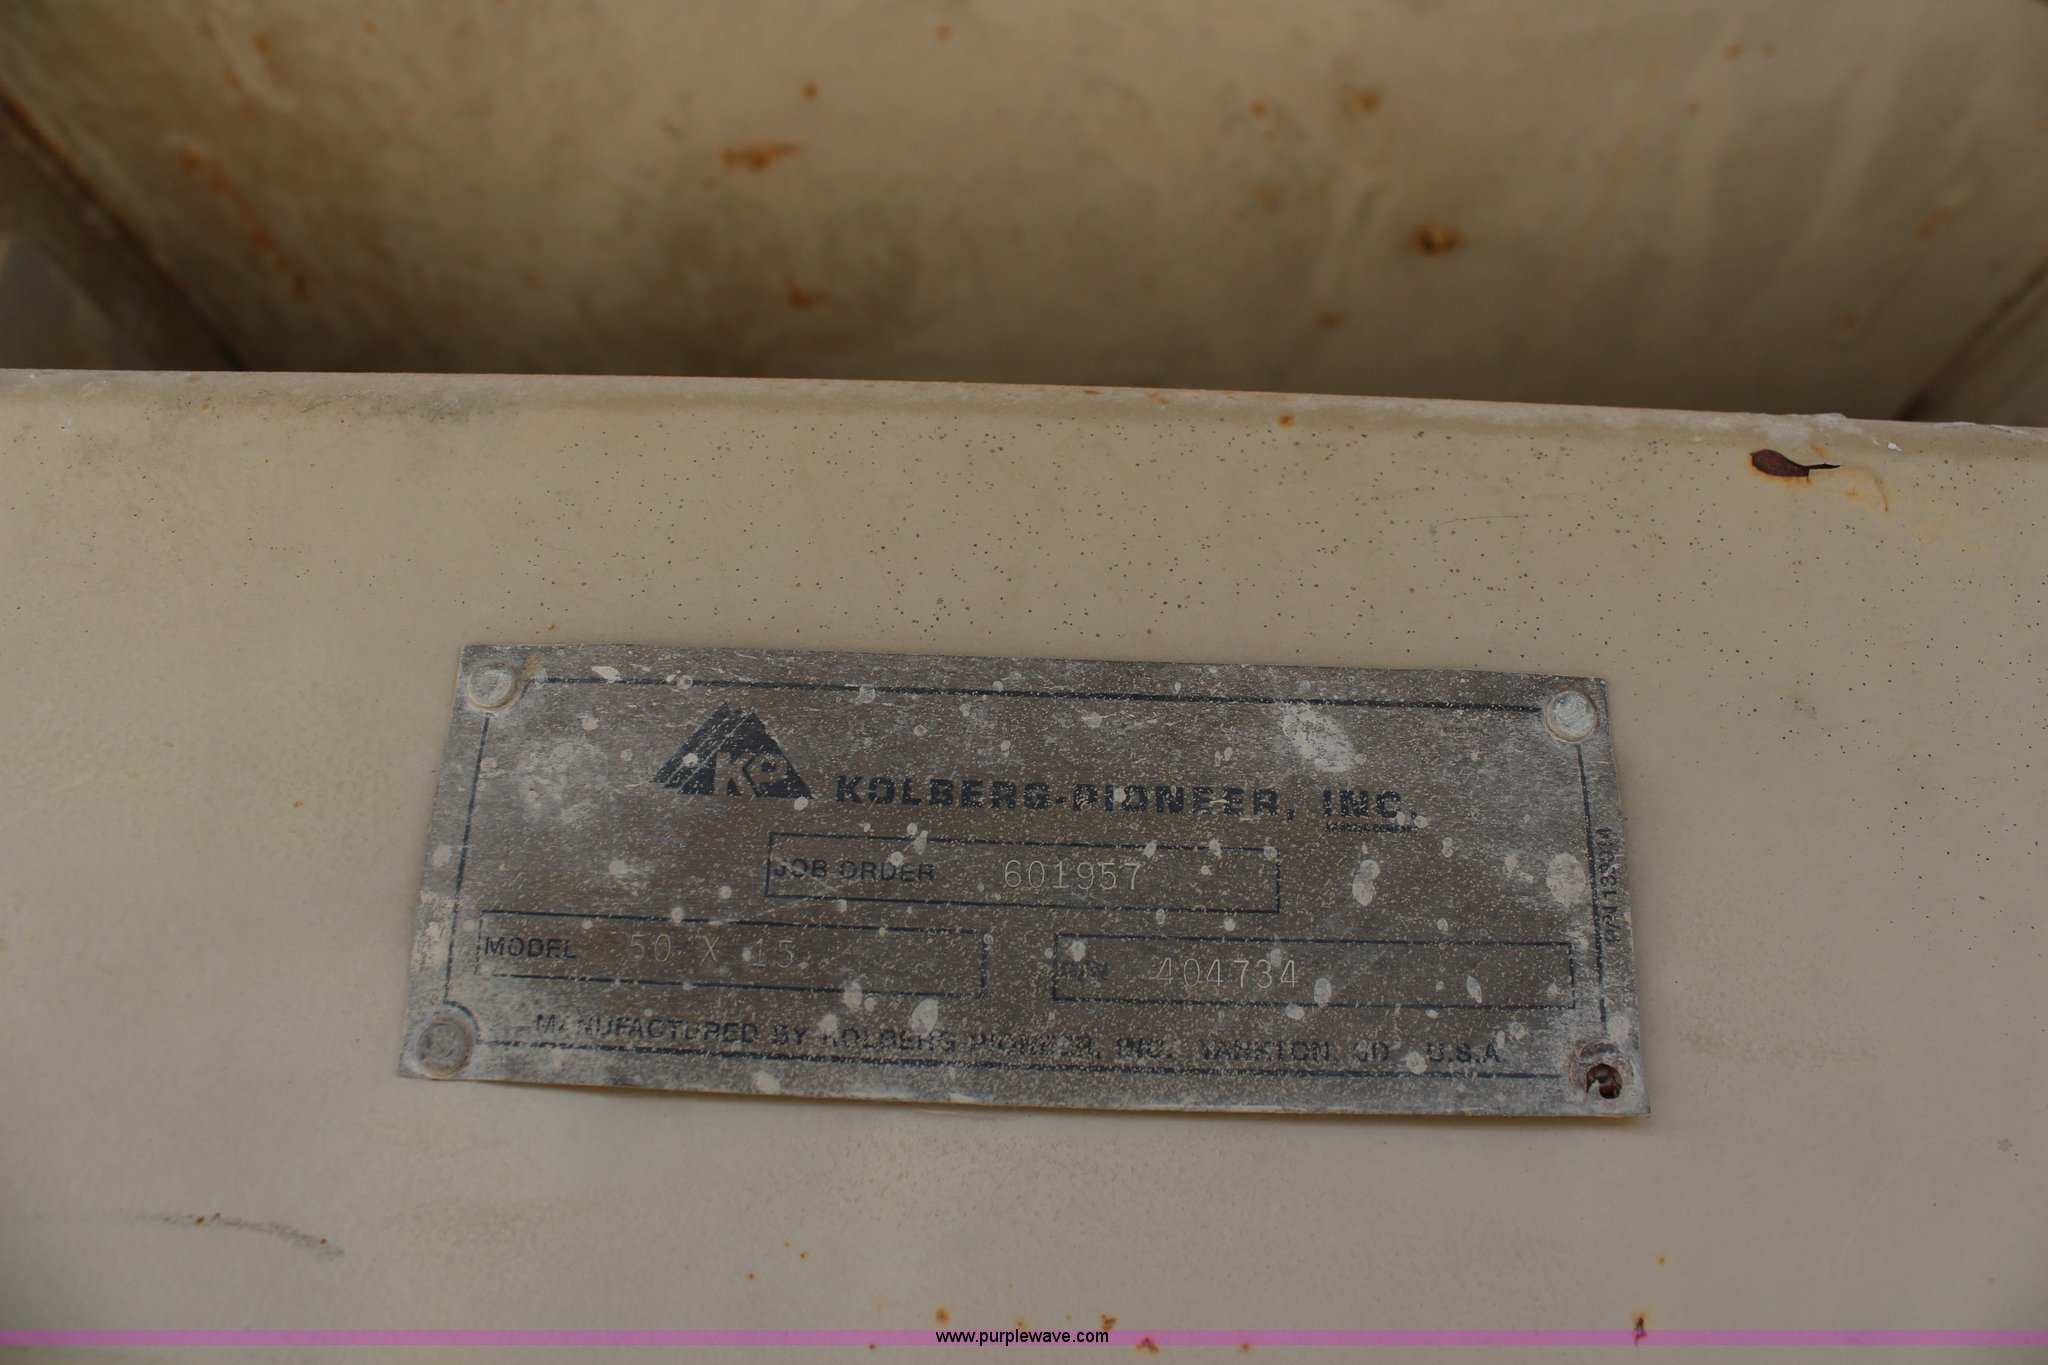 KP
KOLBERG-PIONEER, INC.
JOB ORDER 601957
MODEL 50 X 15
S/N 404734
MANUFACTURED BY KOLBERG-PIONEER, INC. YANKTON, SD U.S.A.
www.purplewave.com